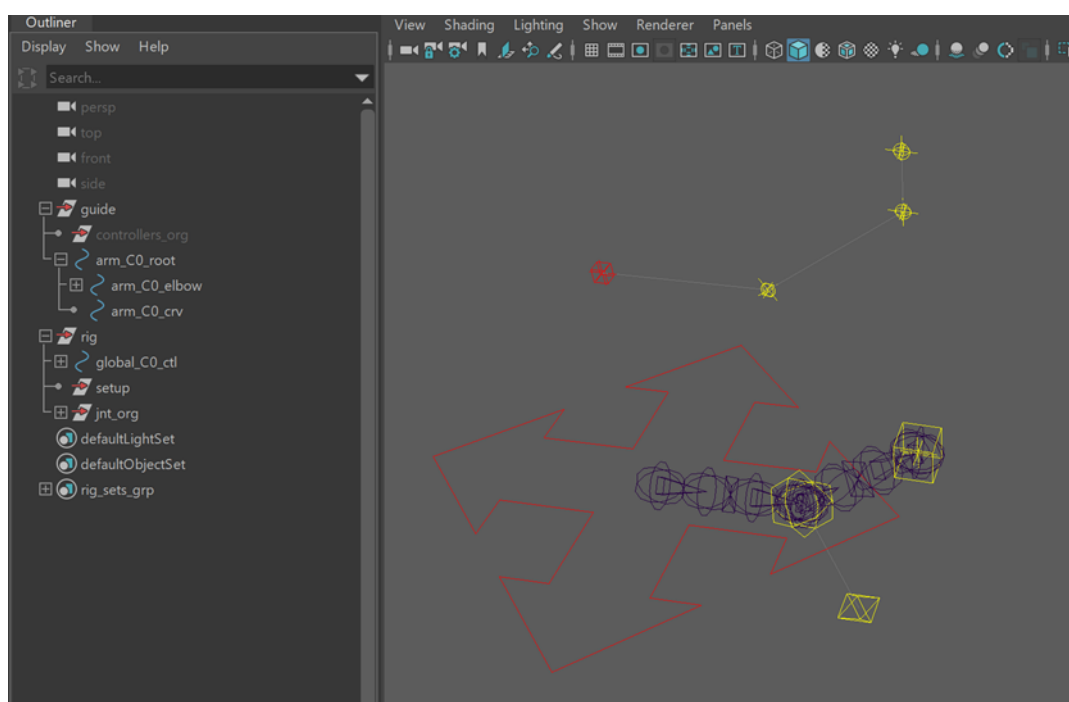 Outliner
Display Show Help
Search...
persp
top
front
side
guide
controllers_org
arm_C0_root
arm_C0_elbow
arm_C0_crv
rig
global_C0_ctl
setup
jnt_org
defaultLightSet
defaultObjectSet
rig_sets_grp
View Shading Lighting Show Renderer Panels